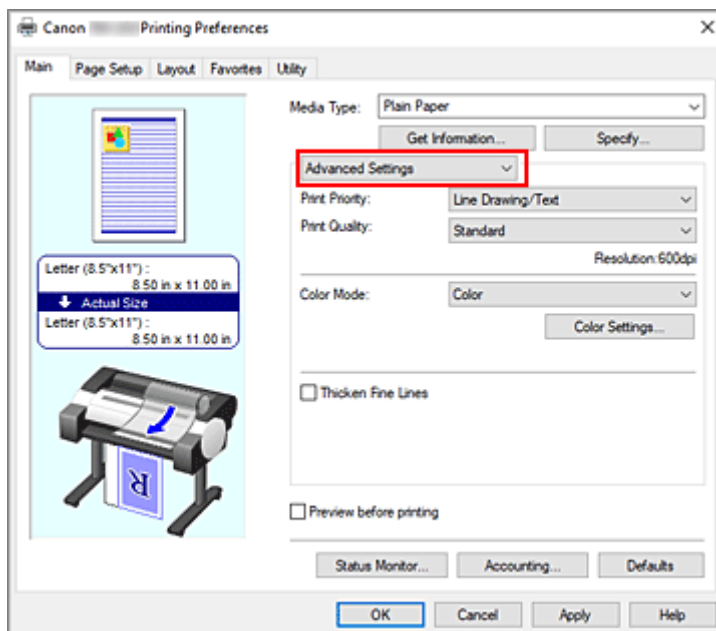 Canon Printing Preferences
Main Page Setup Layout Favorites Utility
Media Type: Plain Paper
Get Information... Specify...
Advanced Settings
Print Priority: Line Drawing/Text
Print Quality: Standard
Resolution:600dpi
Color Mode: Color
Color Settings...
Thicken Fine Lines
Letter (8.5"x11") :
8.50 in x 11.00 in
Actual Size
Letter (8.5"x11") :
8.50 in x 11.00 in
R
Preview before printing
Status Monitor... Accounting... Defaults
OK Cancel Apply Help